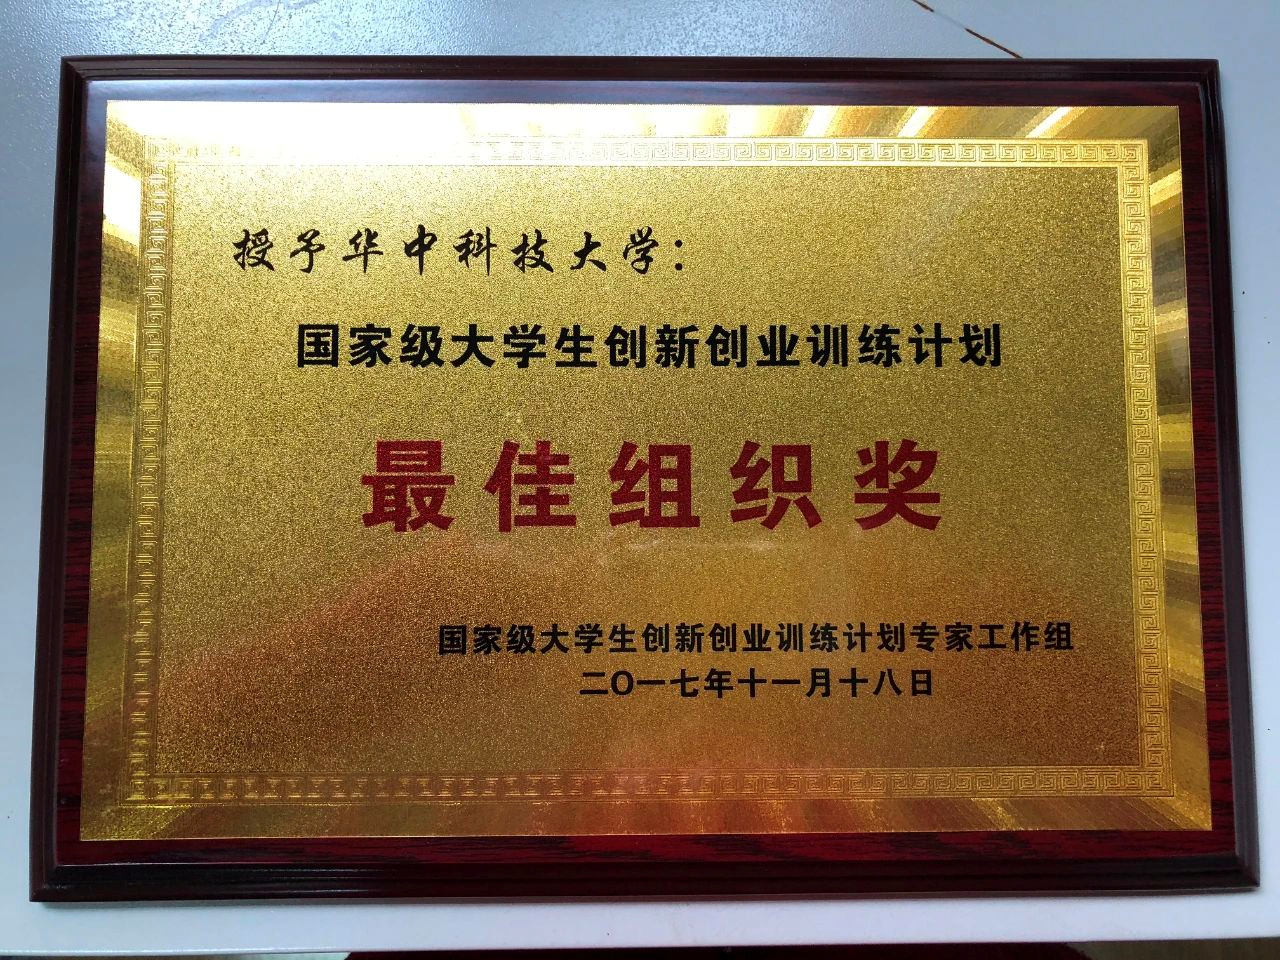 授予华中科技大学：
国家级大学生创新创业训练计划
最佳组织奖
国家级大学生创新创业训练计划专家工作组
二〇一七年十一月十八日